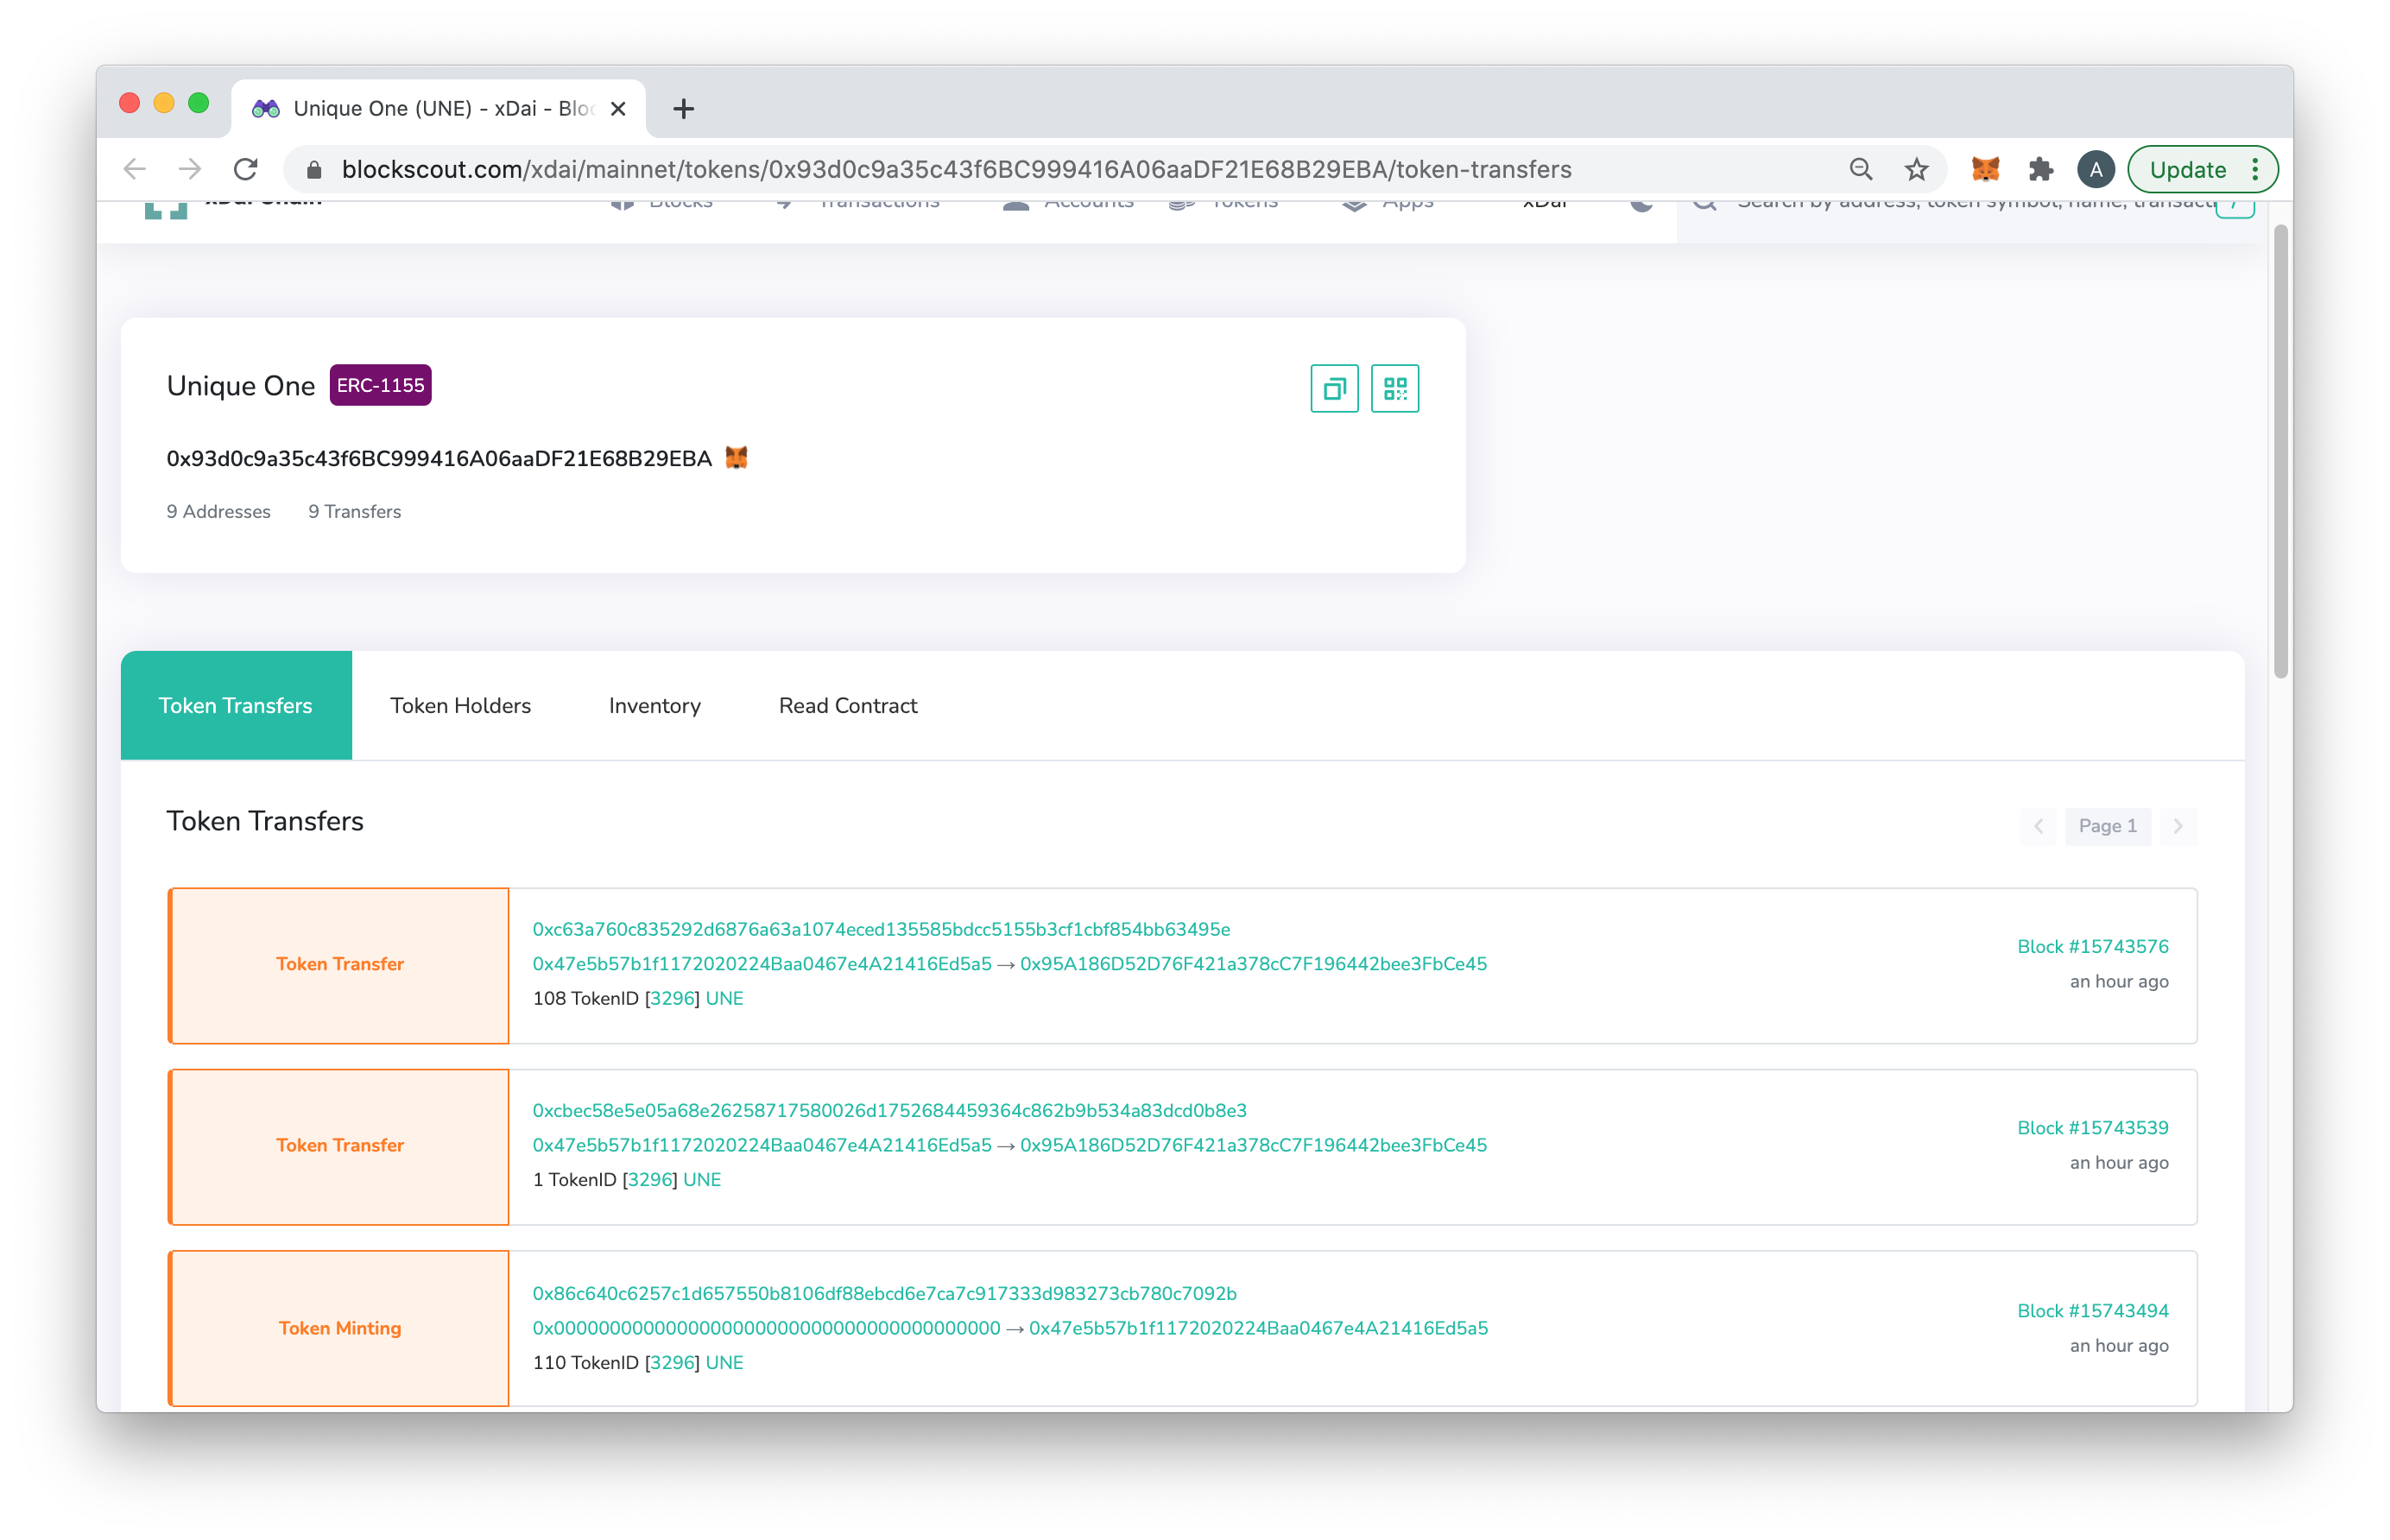 Unique One (UNE) - xDai - Bloc
blockscout.com/xdai/mainnet/tokens/0x93d0c9a35c43f6BC999416A06aaDF21E68B29EBA/token-transfers
A
Update
xDai Chain
Blocks
Transactions
Accounts
Tokens
Apps
xDai
Search by address, token symbol, name, transacti
/
Unique One ERC-1155
0x93d0c9a35c43f6BC999416A06aaDF21E68B29EBA
9 Addresses 9 Transfers
Token Transfers Token Holders Inventory Read Contract
Token Transfers
Page 1
Token Transfer
0xc63a760c835292d6876a63a1074eced135585bdcc5155b3cf1cbf854bb63495e
0x47e5b57b1f1172020224Baa0467e4A21416Ed5a5 → 0x95A186D52D76F421a378cC7F196442bee3FbCe45
108 TokenID [3296] UNE
Block #15743576
an hour ago
Token Transfer
0xcbec58e5e05a68e26258717580026d1752684459364c862b9b534a83dcd0b8e3
0x47e5b57b1f1172020224Baa0467e4A21416Ed5a5 → 0x95A186D52D76F421a378cC7F196442bee3FbCe45
1 TokenID [3296] UNE
Block #15743539
an hour ago
Token Minting
0x86c640c6257c1d657550b8106df88ebcd6e7ca7c917333d983273cb780c7092b
0x0000000000000000000000000000000000000000 → 0x47e5b57b1f1172020224Baa0467e4A21416Ed5a5
110 TokenID [3296] UNE
Block #15743494
an hour ago